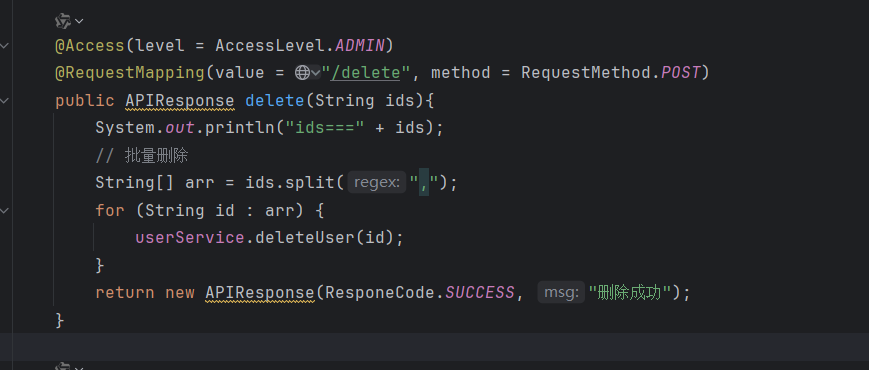 @Access(level = AccessLevel.ADMIN)
@RequestMapping(value = "/delete", method = RequestMethod.POST)
public APIResponse delete(String ids){
System.out.println("ids===" + ids);
// 批量删除
String[] arr = ids.split( regex: ",");
for (String id : arr) {
userService.deleteUser(id);
}
return new APIResponse(ResponeCode.SUCCESS, msg: "删除成功");
}